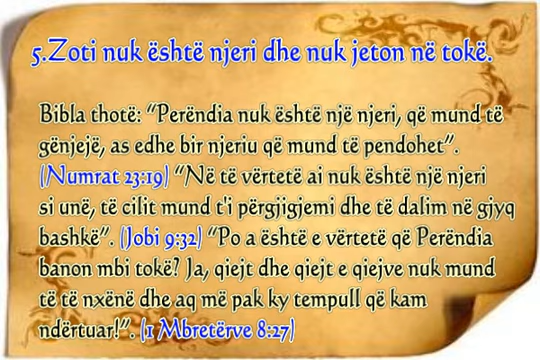 5.Zoti nuk është njeri dhe nuk jeton në tokë.
Bibla thotë: “Perëndia nuk është një njeri, që mund të
gënjejë, as edhe bir njeriu që mund të pendohet”.
(Numrat 23:19) “Në të vërtetë ai nuk është një njeri
si unë, të cilit mund t'i përgjigjemi dhe të dalim në gjyq
bashkë”. (Jobi 9:32) “Po a është e vërtetë që Perëndia
banon mbi tokë? Ja, qiejt dhe qiejt e qiejve nuk mund
të të nxënë dhe aq më pak ky tempull që kam
ndërtuar!”. (1 Mbretërve 8:27)